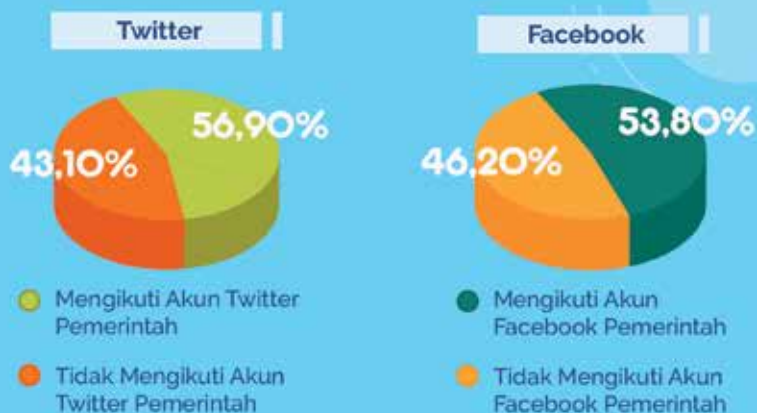 Twitter
56,90%
43,10%
Mengikuti Akun Twitter
Pemerintah
Tidak Mengikuti Akun
Twitter Pemerintah
Facebook
53,80%
46,20%
Mengikuti Akun
Facebook Pemerintah
Tidak Mengikuti Akun
Facebook Pemerintah